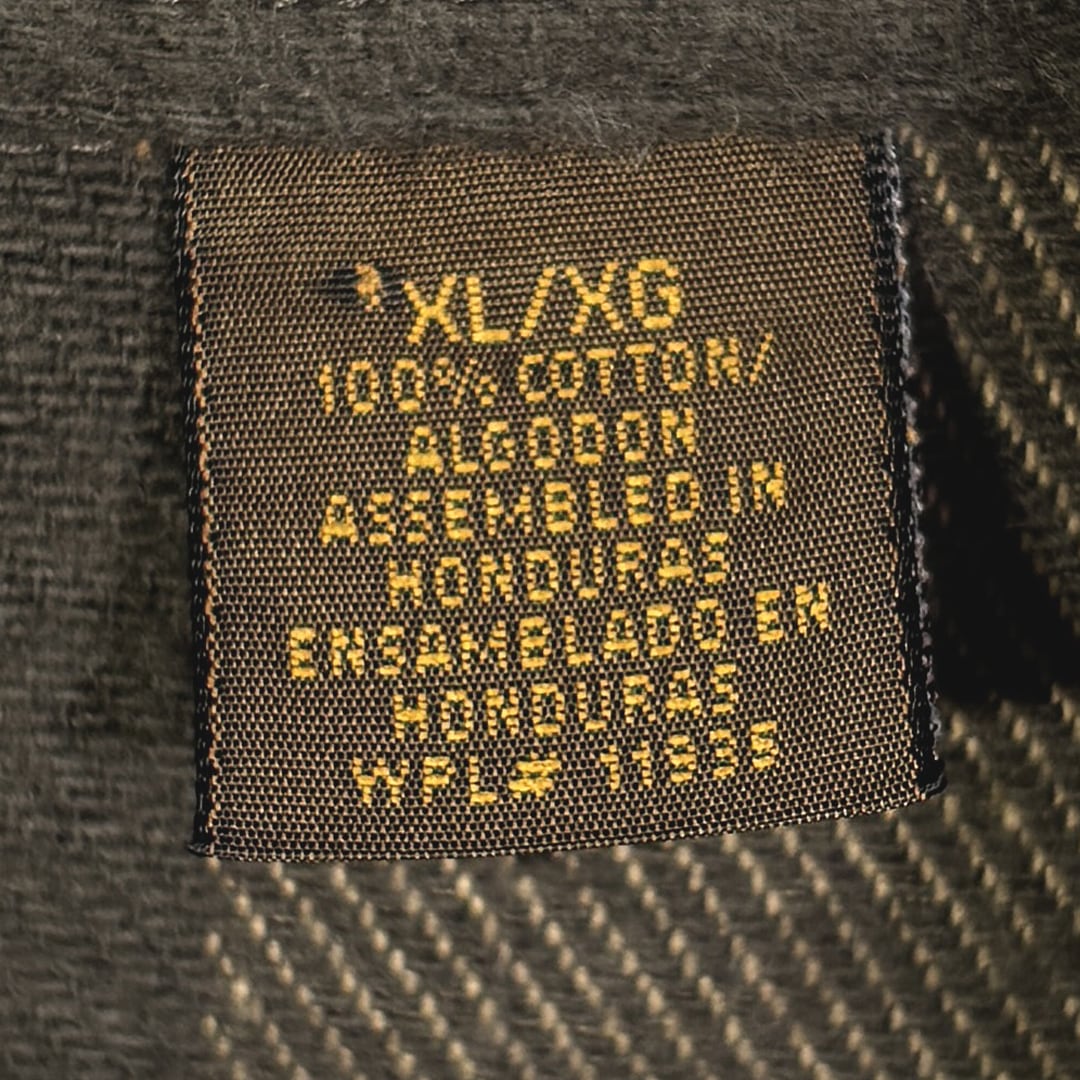 XL/XG
100% COTTON/
ALGODON
ASSEMBLED IN
HONDURAS
ENSAMBLADO EN
HONDURAS
WPL# 11935